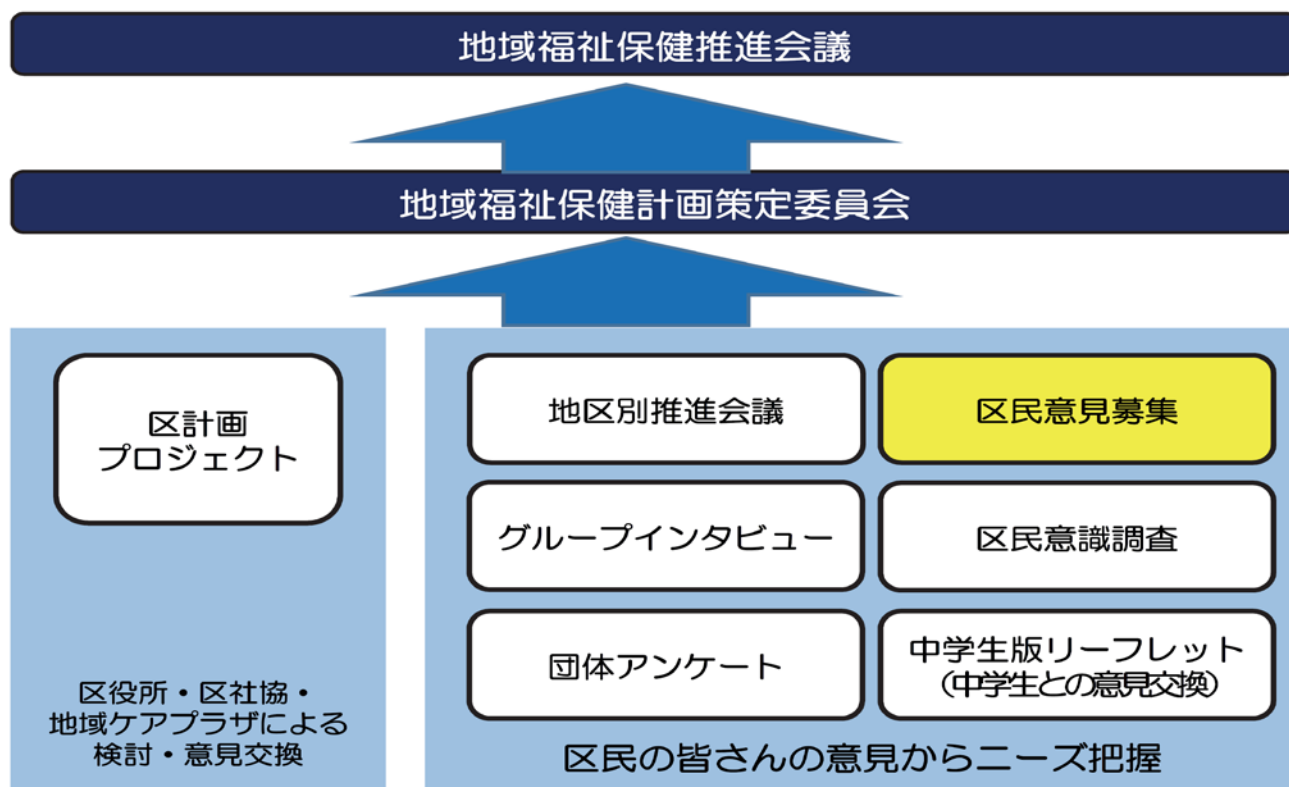 地域福祉保健推進会議
地域福祉保健計画策定委員会
区計画
プロジェクト
区役所・区社協・
地域ケアプラザによる
検討・意見交換
地区別推進会議
区民意見募集
グループインタビュー
区民意識調査
団体アンケート
中学生版リーフレット
（中学生との意見交換）
区民の皆さんの意見からニーズ把握